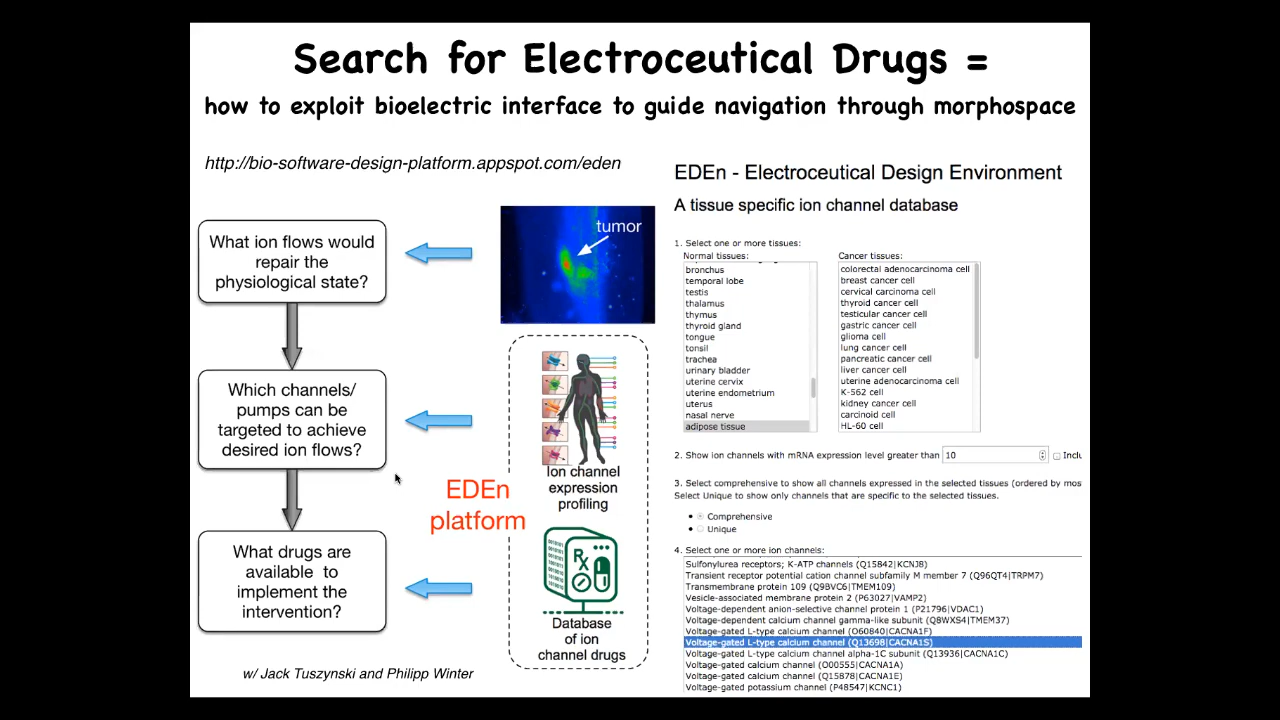 Search for Electroceutical Drugs =
how to exploit bioelectric interface to guide navigation through morphospace
http://bio-software-design-platform.appspot.com/eden
What ion flows would
repair the
physiological state?
Which channels/
pumps can be
targeted to achieve
desired ion flows?
What drugs are
available to
implement the
intervention?
w/ Jack Tuszynski and Philipp Winter
tumor
EDEn
platform
Ion channel
expression
profiling
Rx
Database
of ion
channel drugs
EDEn - Electroceutical Design Environment
A tissue specific ion channel database
1. Select one or more tissues:
Normal tissues:
bronchus
temporal lobe
testis
thalamus
thymus
thyroid gland
tongue
tonsil
trachea
urinary bladder
uterine cervix
uterine endometrium
uterus
nasal nerve
adipose tissue
Cancer tissues:
colorectal adenocarcinoma cell
breast cancer cell
cervical carcinoma cell
thyroid cancer cell
testicular cancer cell
gastric cancer cell
glioma cell
lung cancer cell
pancreatic cancer cell
liver cancer cell
uterine adenocarcinoma cell
K-562 cell
kidney cancer cell
carcinoid cell
HL-60 cell
2. Show ion channels with mRNA expression level greater than 10 Inclu
3. Select comprehensive to show all channels expressed in the selected tissues (ordered by mos
Select Unique to show only channels that are specific to the selected tissues.
Comprehensive
Unique
4. Select one or more ion channels:
Sulfonylurea receptors; K-ATP channels (Q15842|KCNJ8)
Transient receptor potential cation channel subfamily M member 7 (Q96QT4|TRPM7)
Transmembrane protein 109 (Q9BVC6|TMEM109)
Vesicle-associated membrane protein 2 (P63027|VAMP2)
Voltage-dependent anion-selective channel protein 1 (P21796|VDAC1)
Voltage-dependent calcium channel gamma-like subunit (Q8WXS4|TMEM37)
Voltage-gated L-type calcium channel (O60840|CACNA1F)
Voltage-gated L-type calcium channel (Q13698|CACNA1S)
Voltage-gated L-type calcium channel alpha-1C subunit (Q13936|CACNA1C)
Voltage-gated calcium channel (O00555|CACNA1A)
Voltage-gated calcium channel (Q15878|CACNA1E)
Voltage-gated potassium channel (P48547|KCNC1)